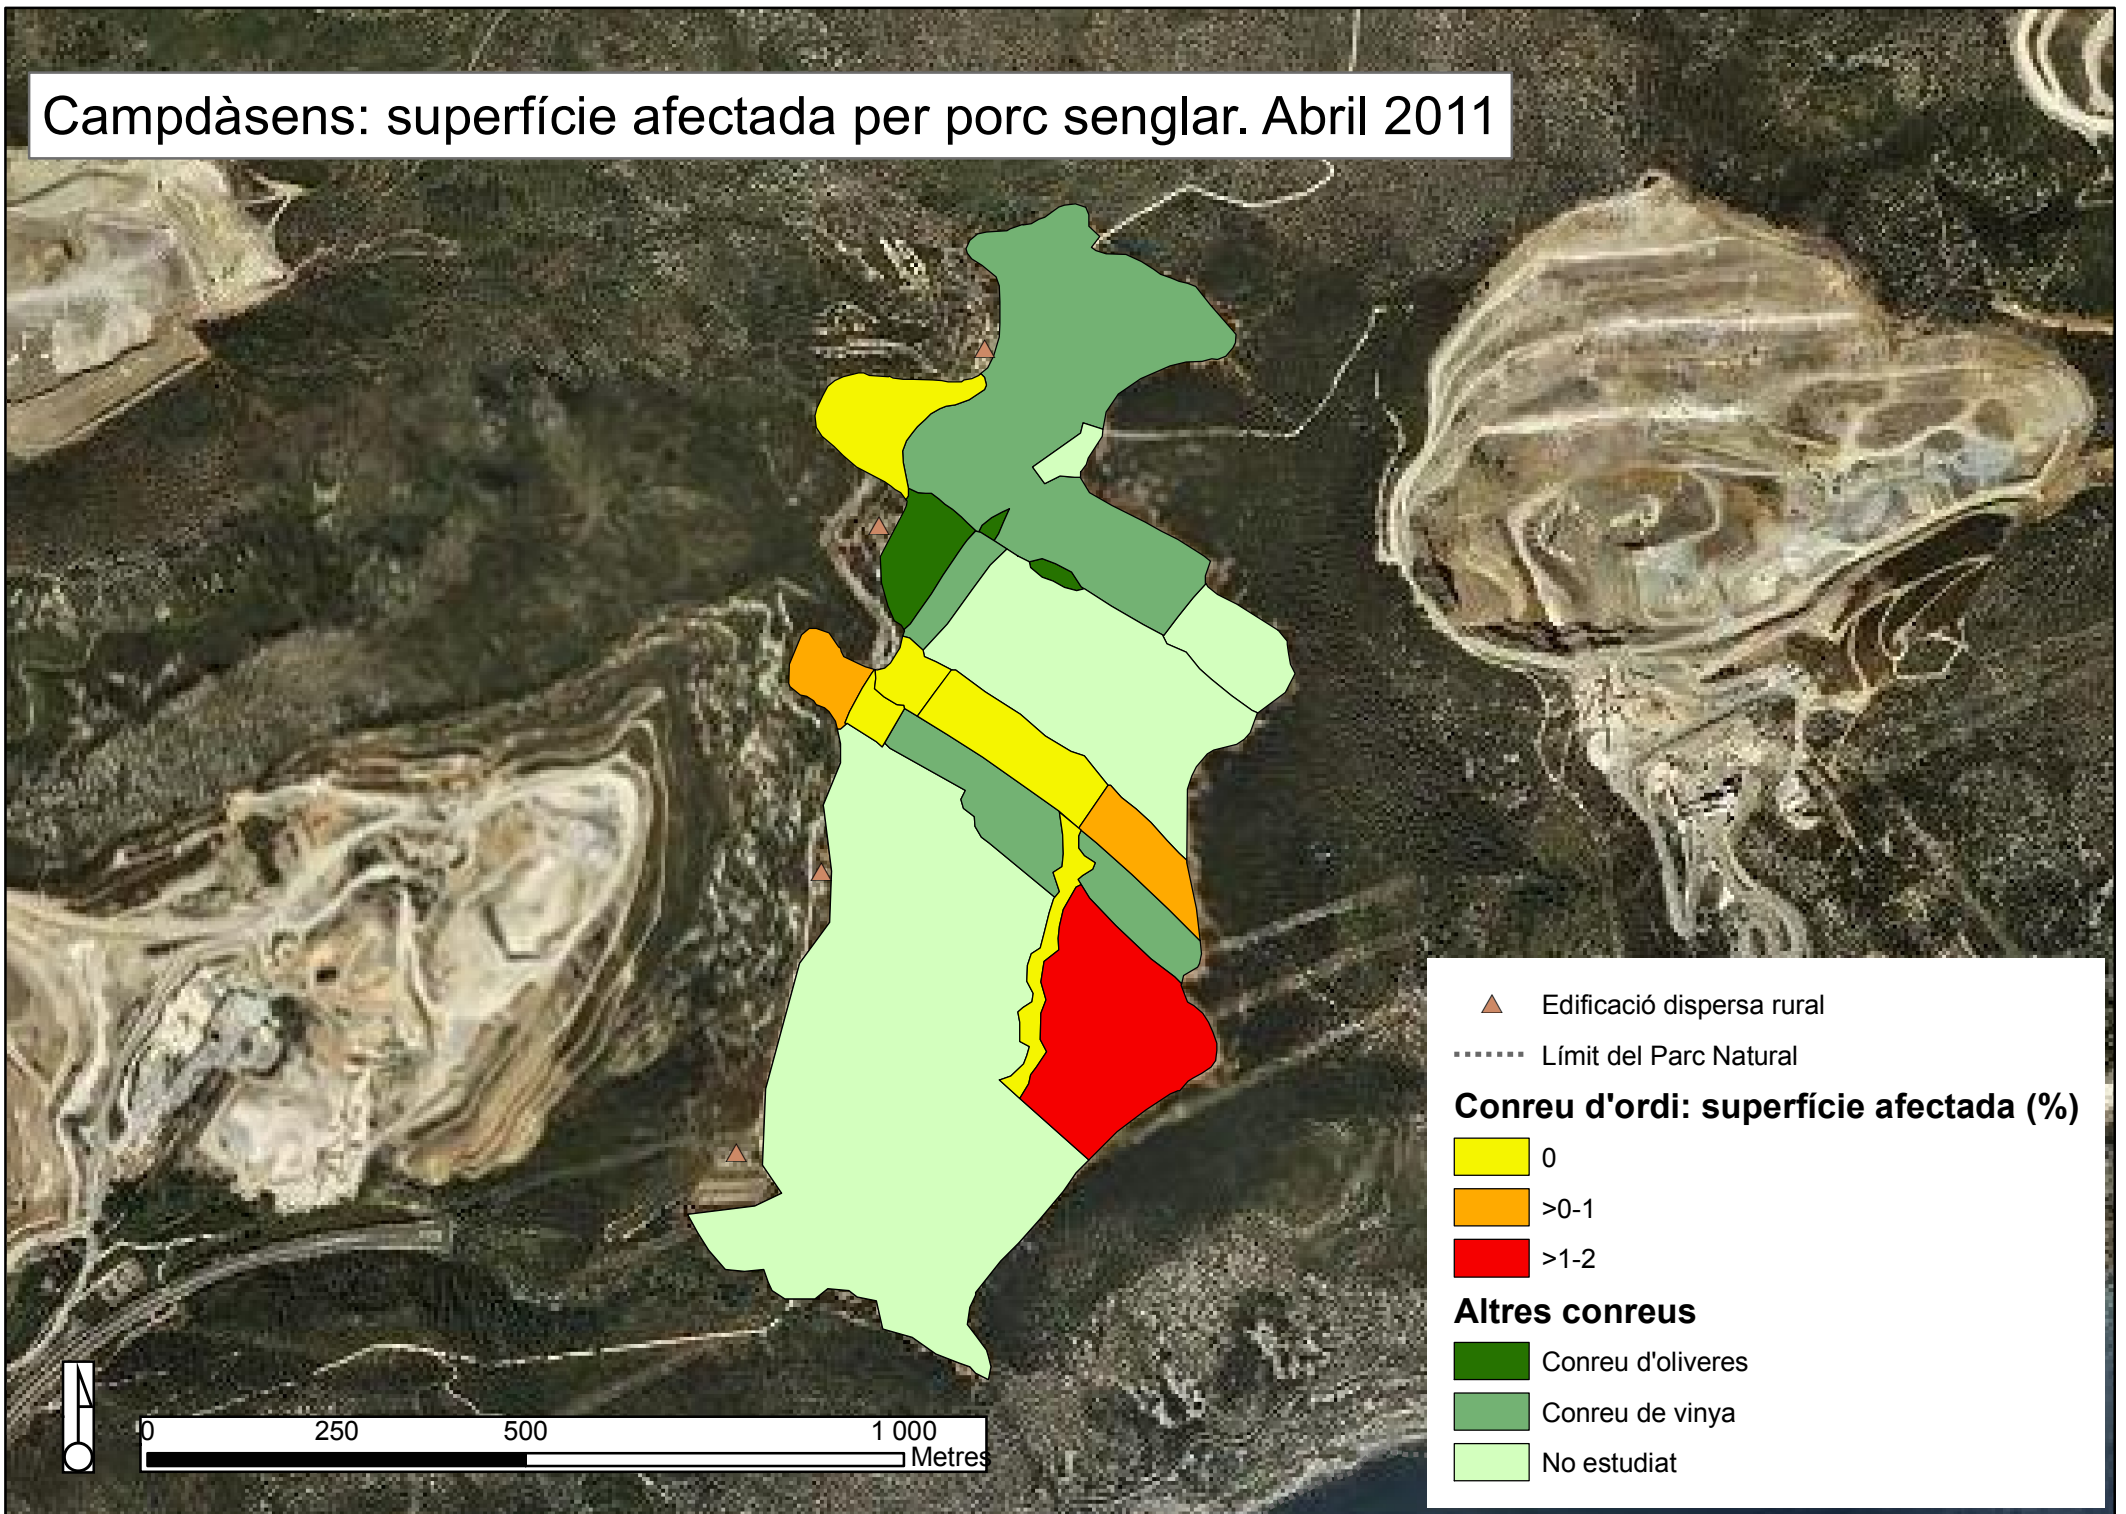 Campdàsens: superfície afectada per porc senglar. Abril 2011
Edificació dispersa rural
Límit del Parc Natural
Conreu d'ordi: superfície afectada (%)
0
>0-1
>1-2
Altres conreus
Conreu d'oliveres
Conreu de vinya
No estudiat
0 250 500 1 000
Metres